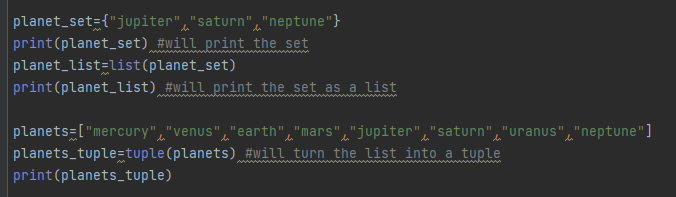 planet_set={"jupiter","saturn","neptune"}
print(planet_set) #will print the set
planet_list=list(planet_set)
print(planet_list) #will print the set as a list
planets=["mercury","venus","earth","mars","jupiter","saturn","uranus","neptune"]
planets_tuple=tuple(planets) #will turn the list into a tuple
print(planets_tuple)